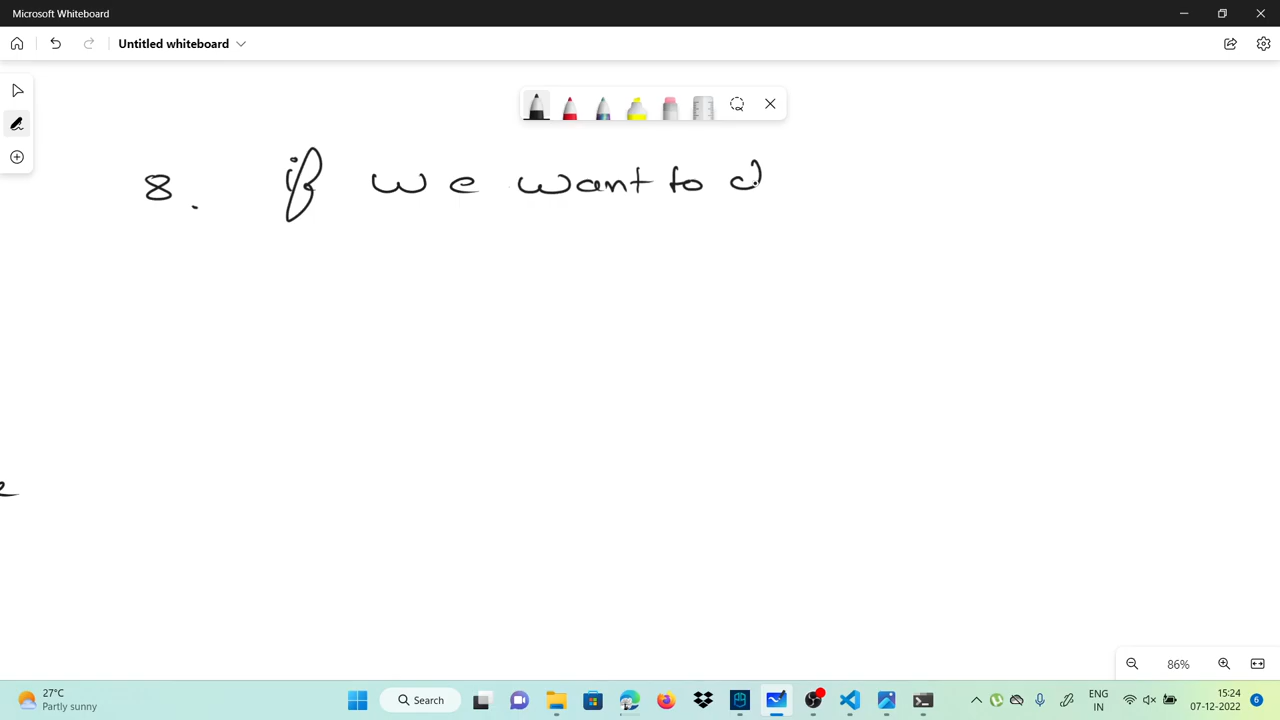 Microsoft Whiteboard
Untitled whiteboard
8. if we want to
86%
27°C
Partly sunny
Search
ENG
IN
15:24
07-12-2022
6